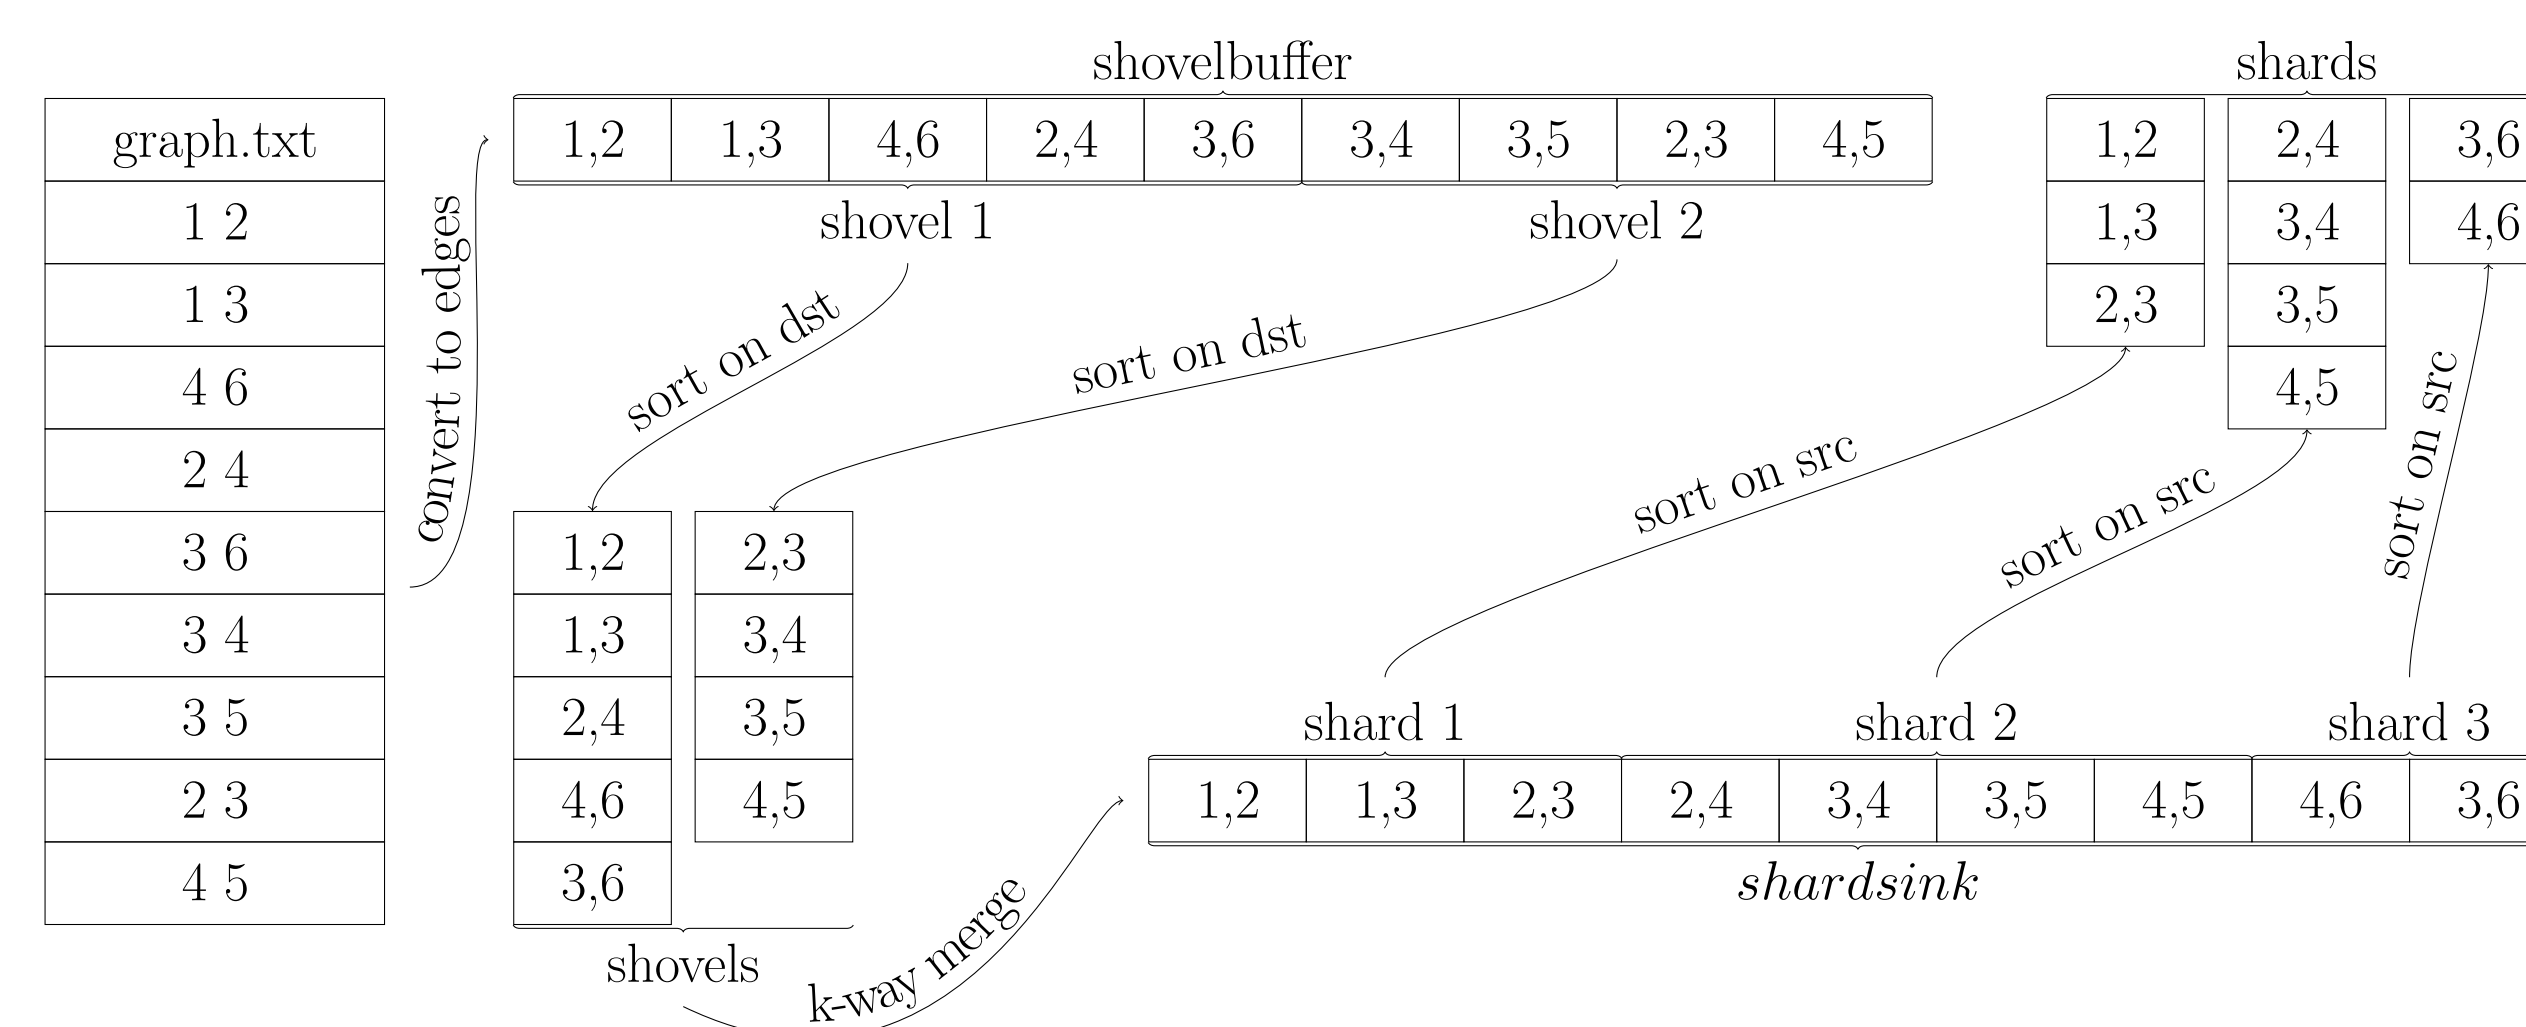 shovelbuffer
shards
graph.txt
1 2
1 3
4 6
2 4
3 6
3 4
3 5
2 3
4 5
convert to edges
1,2 1,3 4,6 2,4 3,6 3,4 3,5 2,3 4,5
shovel 1
shovel 2
sort on dst
sort on dst
1,2
1,3
2,4
4,6
3,6
2,3
3,4
3,5
4,5
shovels
k-way merge
1,2
1,3
2,3
2,4
3,4
3,5
4,5
3,6
4,6
sort on src
sort on src
sort on src
shard 1
shard 2
shard 3
1,2 1,3 2,3 2,4 3,4 3,5 4,5 4,6 3,6
shardsink